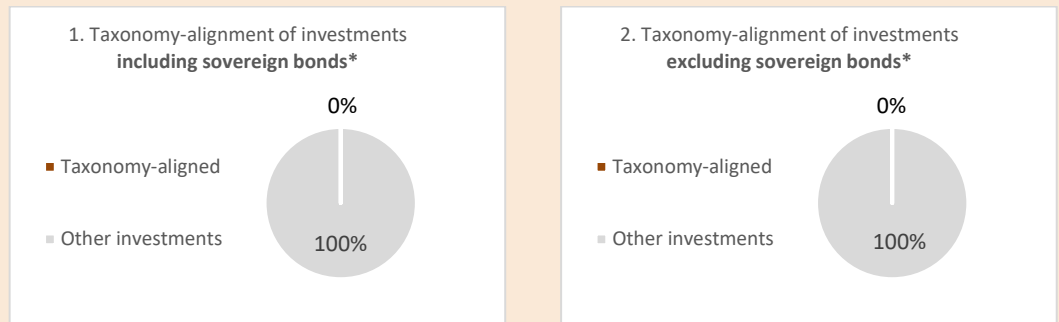 1. Taxonomy-alignment of investments
including sovereign bonds*
0%
Taxonomy-aligned
Other investments
100%
2. Taxonomy-alignment of investments
excluding sovereign bonds*
0%
Taxonomy-aligned
Other investments
100%